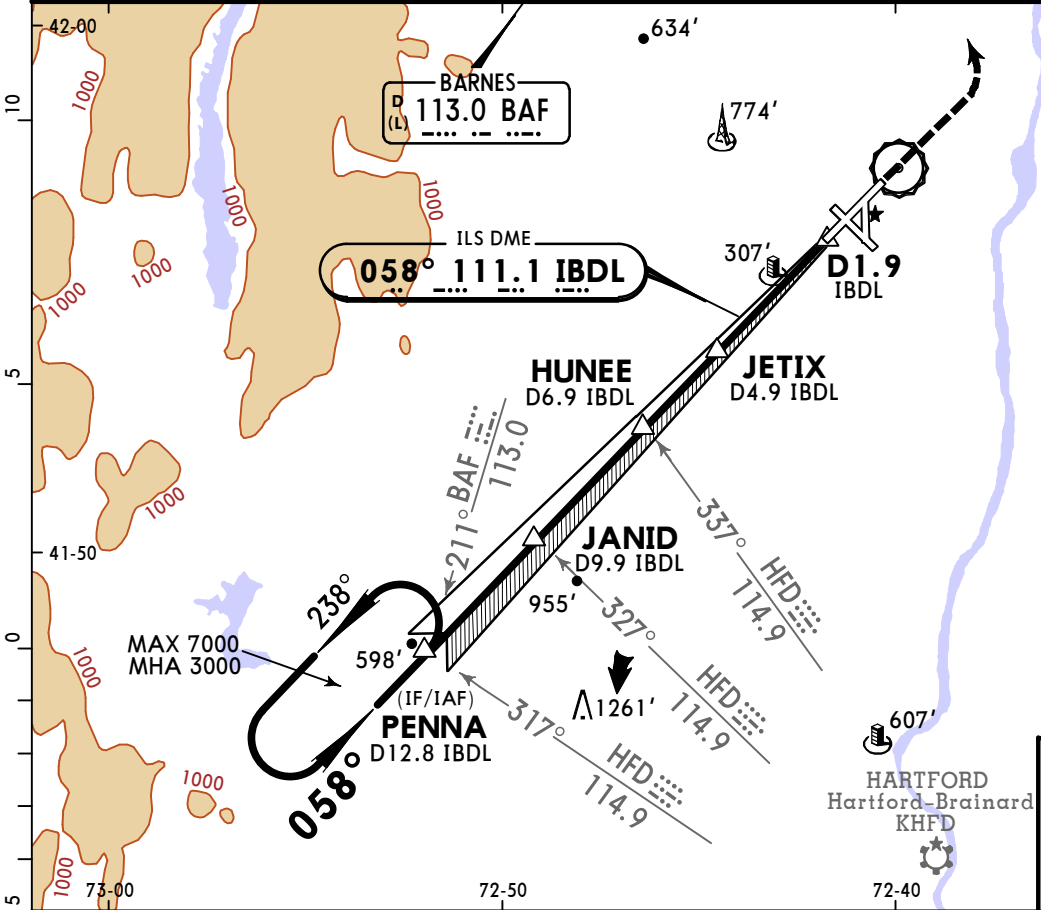 42-00
634'
1000
10
BARNES
D
(L)
113.0 BAF
774'
1000
1000
ILS DME
058° 111.1 IBDL
307'
D1.9
IBDL
1000
1000
HUNEE
D6.9 IBDL
JETIX
D4.9 IBDL
5
211° BAF
113.0
1000
337° HFD
114.9
41-50
JANID
D9.9 IBDL
955'
327° HFD
114.9
238°
0
MAX 7000
MHA 3000
598'
1000
(IF/IAF)
PENNA
D12.8 IBDL
058°
317° HFD
114.9
1261'
607'
1000
HARTFORD
Hartford-Brainard
KHFD
1000
5
73-00
72-50
72-40